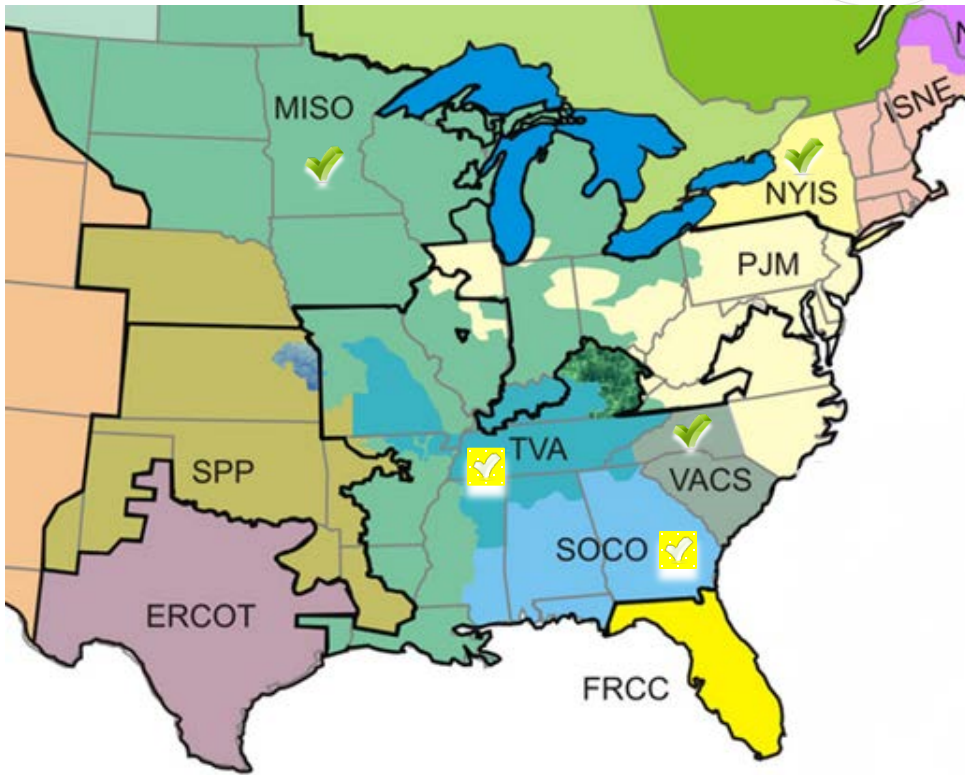 MISO
ISNE
N
NYIS
PJM
TVA
SPP
VACS
SOCO
ERCOT
FRCC